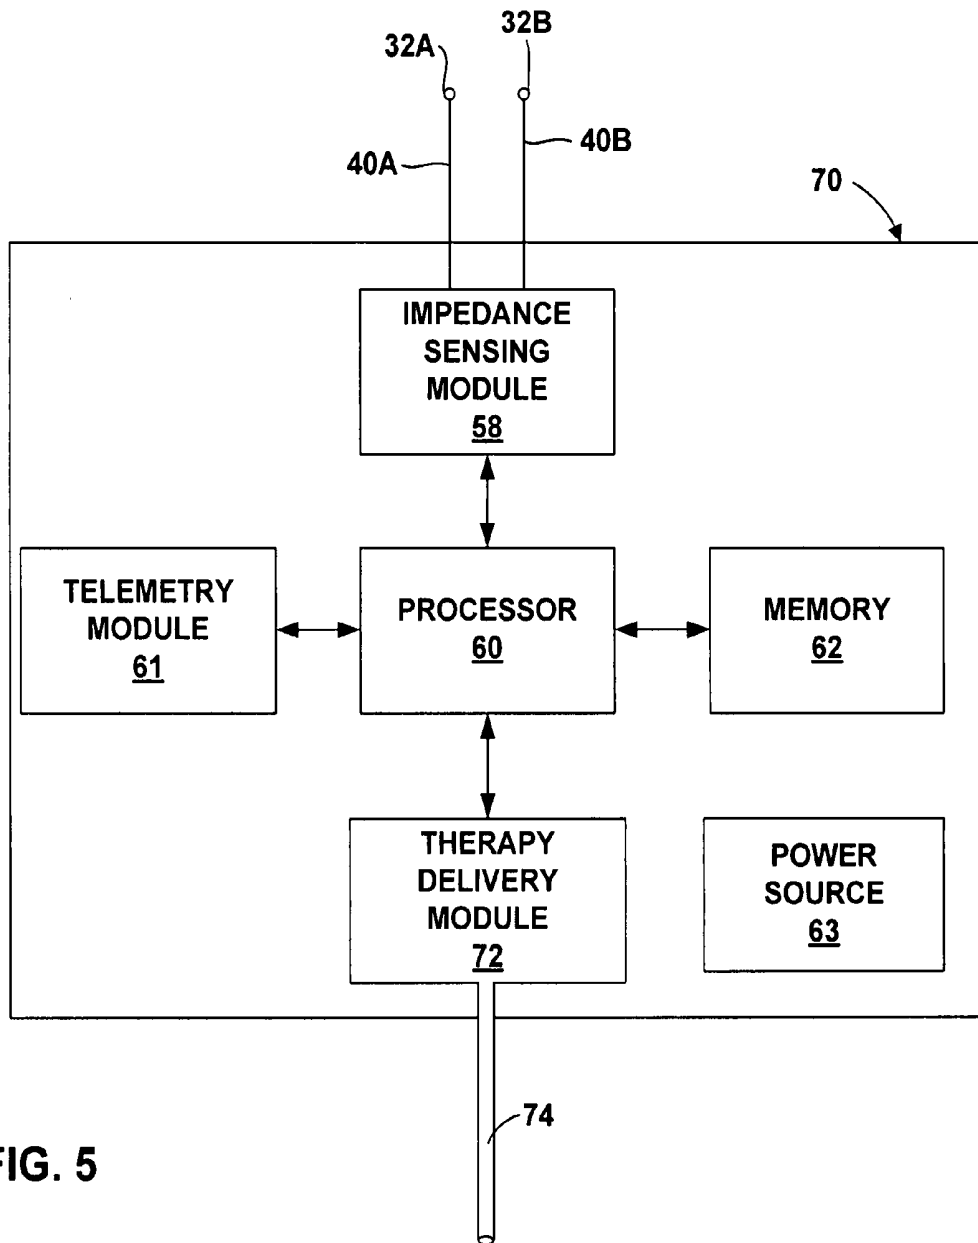 32A
32B
40A
40B
70
IMPEDANCE
SENSING
MODULE
58
TELEMETRY
MODULE
61
PROCESSOR
60
MEMORY
62
THERAPY
DELIVERY
MODULE
72
POWER
SOURCE
63
74
FIG. 5